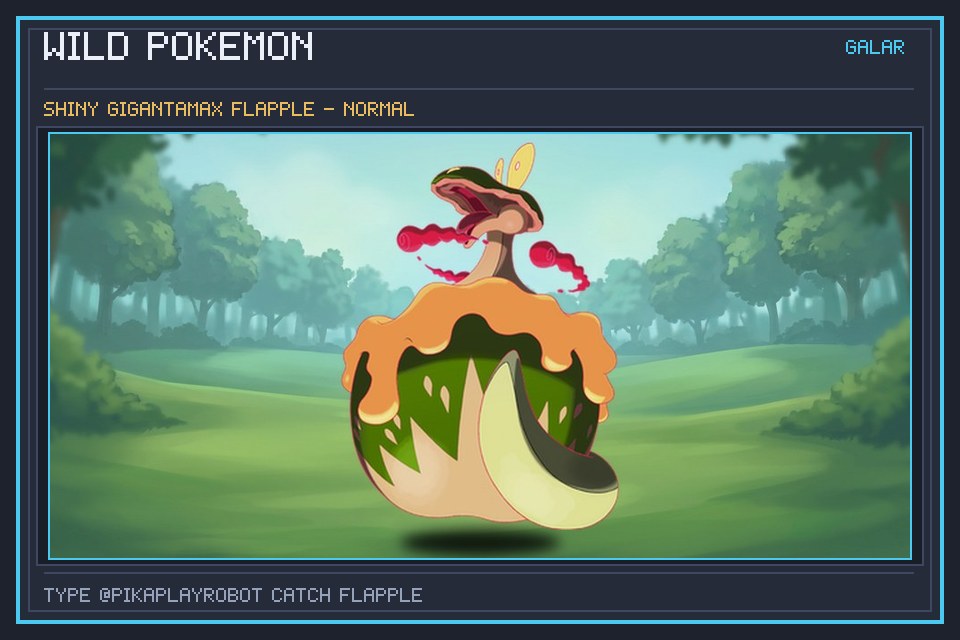 WILD POKEMON
GALAR
SHINY GIGANTAMAX FLAPPLE - NORMAL
TYPE @PIKAPLAYROBOT CATCH FLAPPLE